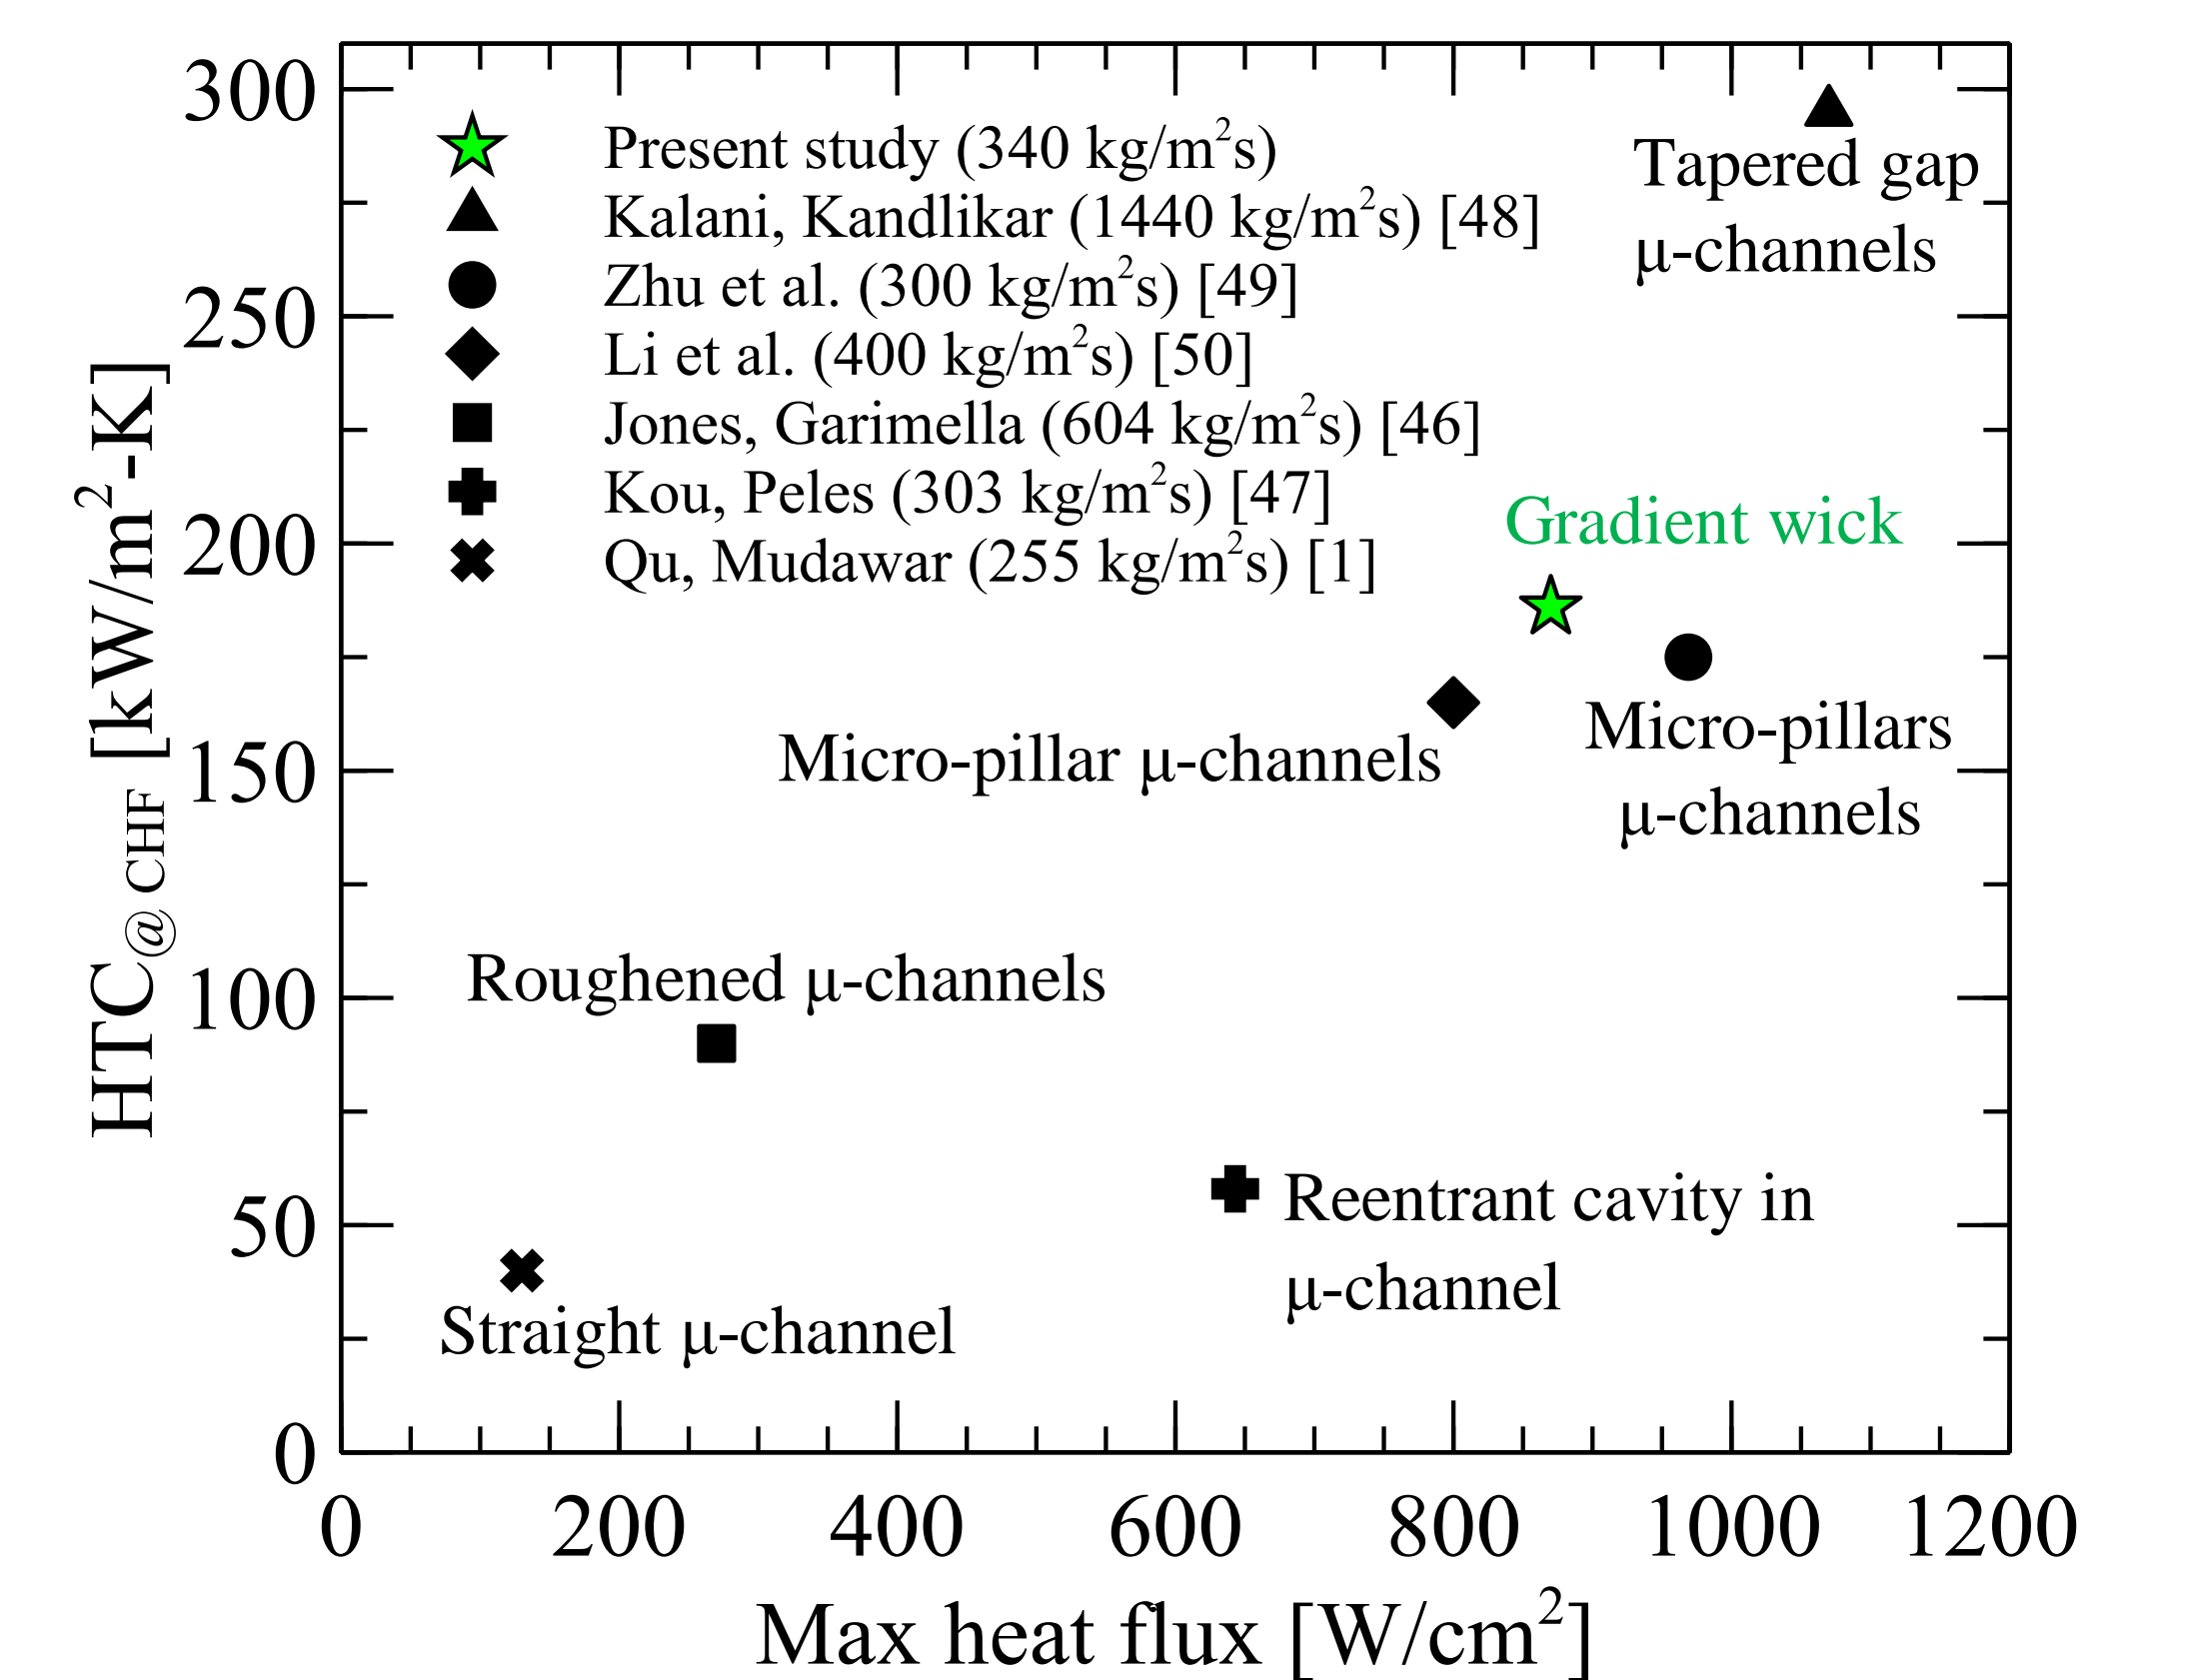 300
250
200
150
100
50
0
HTC@ CHF [kW/m²-K]
Present study (340 kg/m²s)
Kalani, Kandlikar (1440 kg/m²s) [48]
Zhu et al. (300 kg/m²s) [49]
Li et al. (400 kg/m²s) [50]
Jones, Garimella (604 kg/m²s) [46]
Kou, Peles (303 kg/m²s) [47]
Qu, Mudawar (255 kg/m²s) [1]
Tapered gap
μ-channels
Gradient wick
Micro-pillar μ-channels
Micro-pillars
μ-channels
Roughened μ-channels
Reentrant cavity in
μ-channel
Straight μ-channel
0 200 400 600 800 1000 1200
Max heat flux [W/cm²]